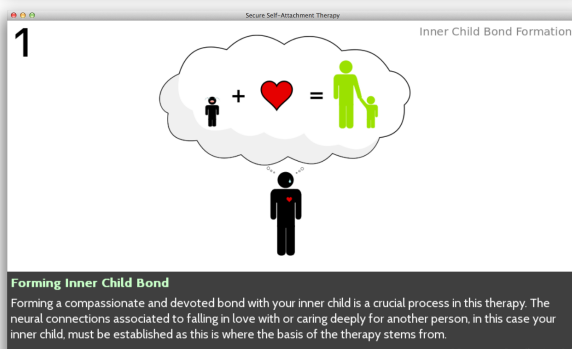 Secure Self-Attachment Therapy
1
Inner Child Bond Formation
+ =
Forming Inner Child Bond
Forming a compassionate and devoted bond with your inner child is a crucial process in this therapy. The
neural connections associated to falling in love with or caring deeply for another person, in this case your
inner child, must be established as this is where the basis of the therapy stems from.